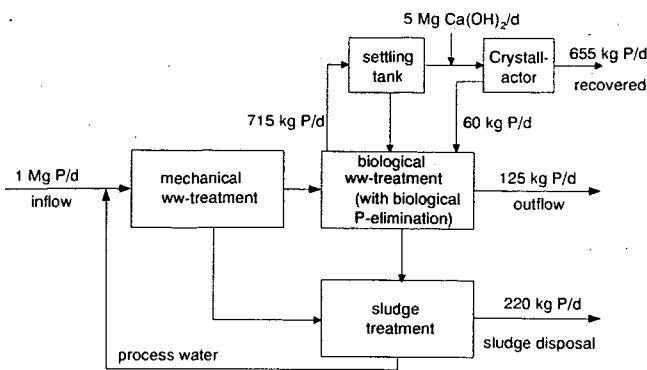 5 Mg Ca(OH)₂/d
settling
tank
Crystall-
actor
655 kg P/d
recovered
715 kg P/d
60 kg P/d
1 Mg P/d
inflow
mechanical
ww-treatment
biological
ww-treatment
(with biological
P-elimination)
125 kg P/d
outflow
sludge
treatment
220 kg P/d
sludge disposal
process water